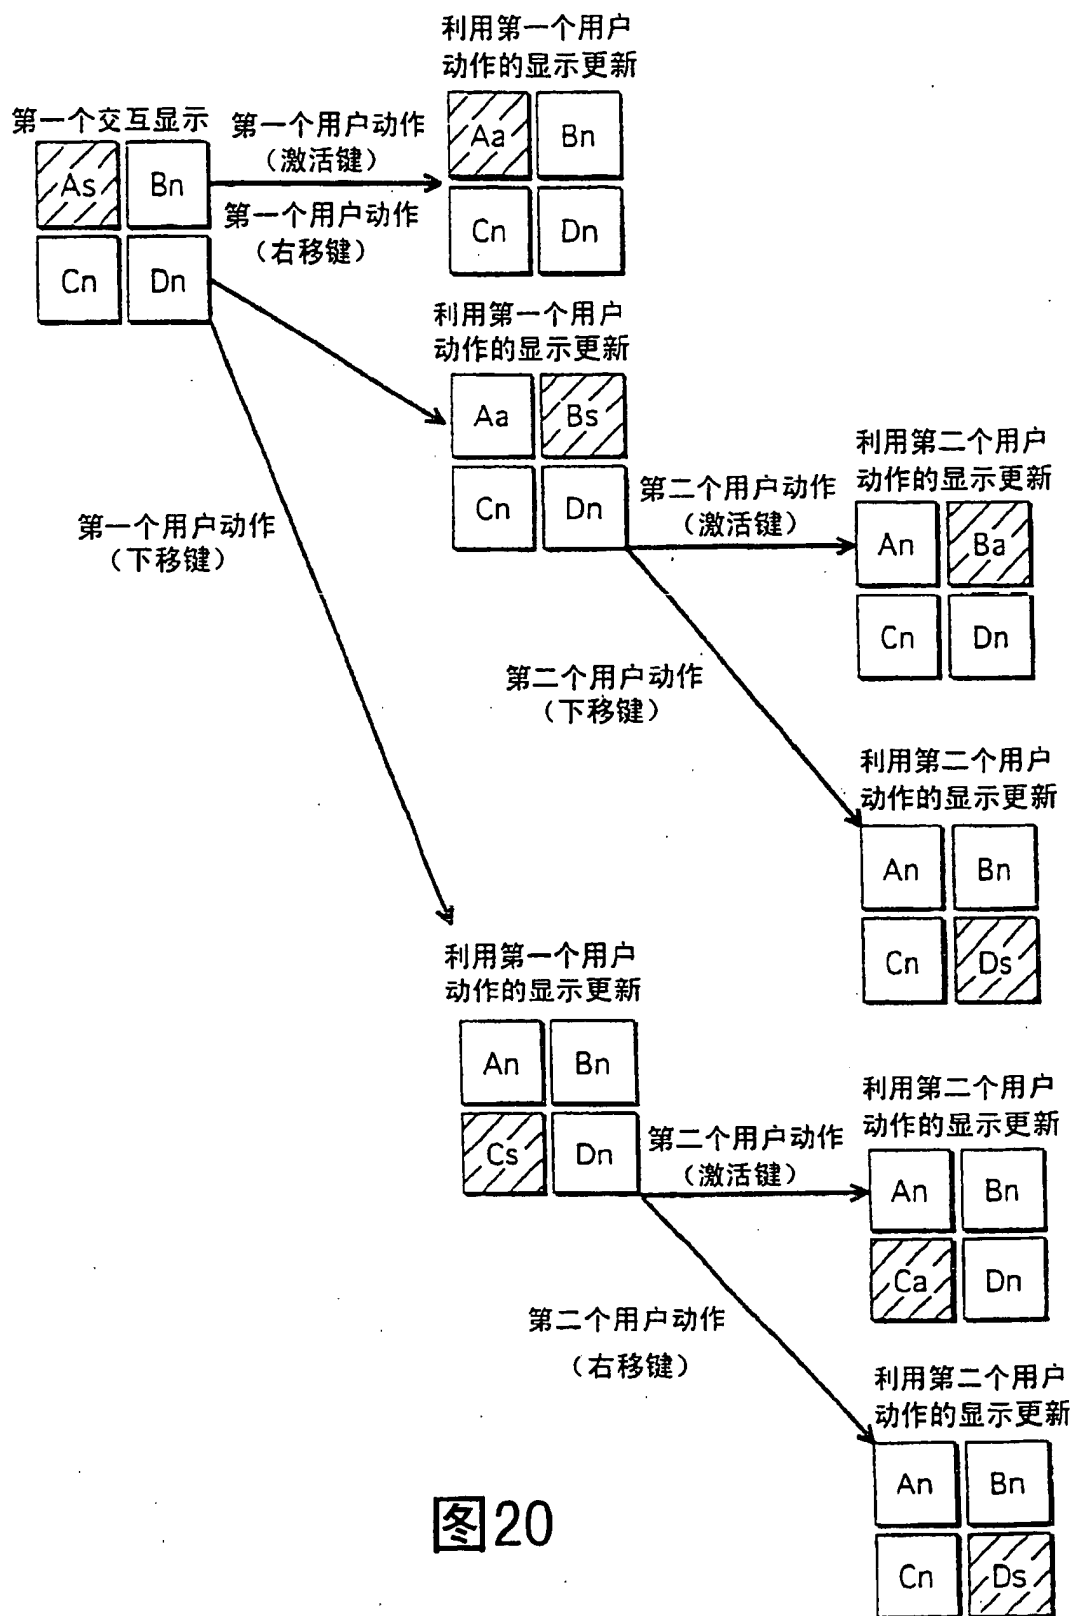 利用第一个用户
动作的显示更新
第一个交互显示
第一个用户动作
（激活键）
As Bn
Cn Dn
Aa Bn
Cn Dn
第一个用户动作
（右移键）
利用第一个用户
动作的显示更新
Aa Bs
Cn Dn
第一个用户动作
（下移键）
第二个用户动作
（激活键）
利用第二个用户
动作的显示更新
An Ba
Cn Dn
第二个用户动作
（下移键）
利用第二个用户
动作的显示更新
An Bn
Cn Ds
利用第一个用户
动作的显示更新
An Bn
Cs Dn
第二个用户动作
（激活键）
利用第二个用户
动作的显示更新
An Bn
Ca Dn
第二个用户动作
（右移键）
利用第二个用户
动作的显示更新
An Bn
Cn Ds
图20